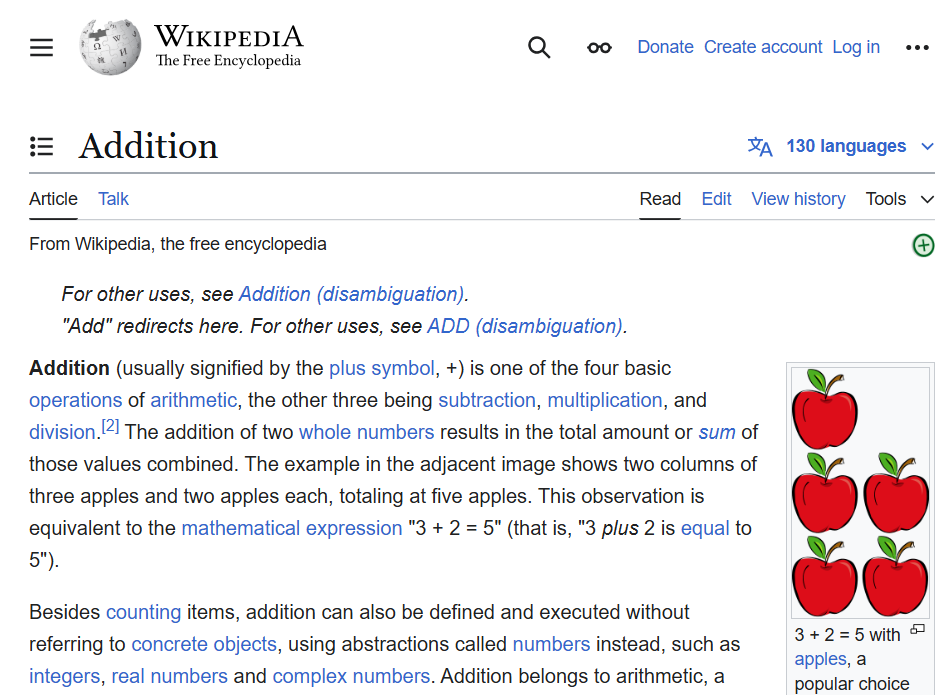 WIKIPEDIA
The Free Encyclopedia
Donate Create account Log in
Addition
130 languages
Article Talk Read Edit View history Tools
From Wikipedia, the free encyclopedia
For other uses, see Addition (disambiguation).
"Add" redirects here. For other uses, see ADD (disambiguation).
Addition (usually signified by the plus symbol, +) is one of the four basic
operations of arithmetic, the other three being subtraction, multiplication, and
division.[2] The addition of two whole numbers results in the total amount or sum of
those values combined. The example in the adjacent image shows two columns of
three apples and two apples each, totaling at five apples. This observation is
equivalent to the mathematical expression "3 + 2 = 5" (that is, "3 plus 2 is equal to
5").
Besides counting items, addition can also be defined and executed without
referring to concrete objects, using abstractions called numbers instead, such as
integers, real numbers and complex numbers. Addition belongs to arithmetic, a
3 + 2 = 5 with
apples, a
popular choice